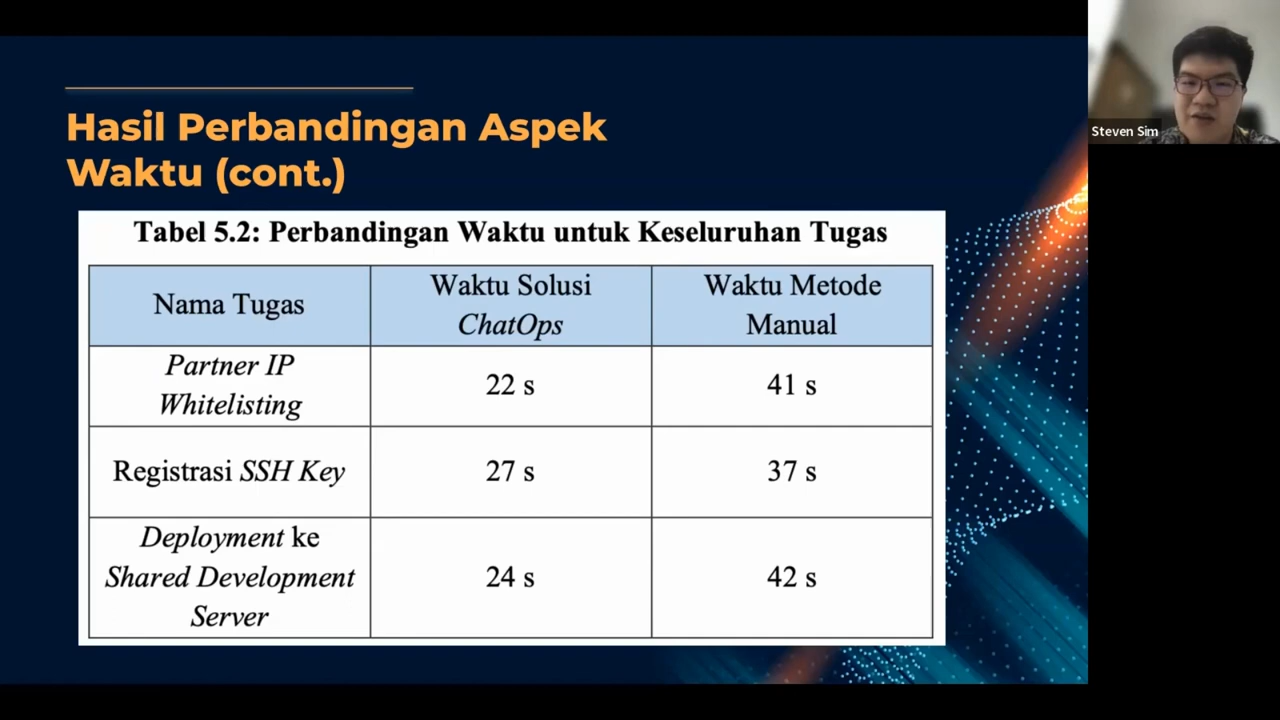 Hasil Perbandingan Aspek
Waktu (cont.)
Tabel 5.2: Perbandingan Waktu untuk Keseluruhan Tugas
Nama Tugas
Waktu Solusi
ChatOps
Waktu Metode
Manual
Partner IP
Whitelisting
22 s
41 s
Registrasi SSH Key
27 s
37 s
Deployment ke
Shared Development
Server
24 s
42 s
Steven Sim